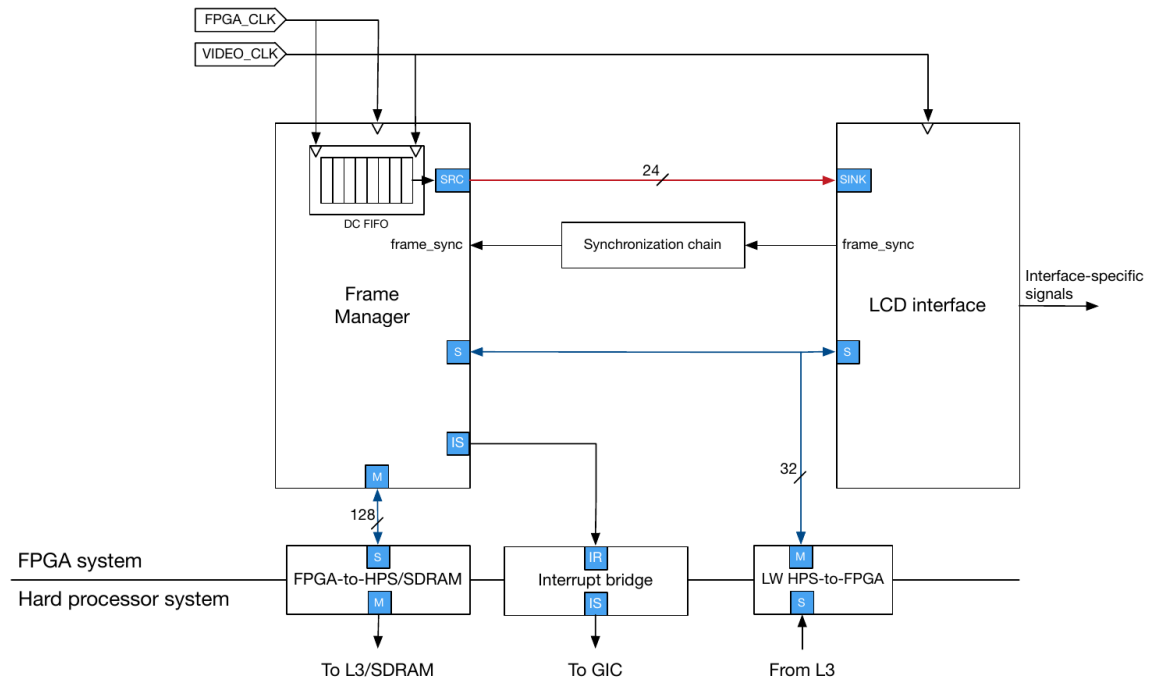 FPGA_CLK
VIDEO_CLK
SRC
24
SINK
DC FIFO
frame_sync
Synchronization chain
frame_sync
Interface-specific
signals
Frame
Manager
LCD interface
S
S
IS
M
32
128
S
IR
M
FPGA system
FPGA-to-HPS/SDRAM
Interrupt bridge
LW HPS-to-FPGA
Hard processor system
M
IS
S
To L3/SDRAM
To GIC
From L3